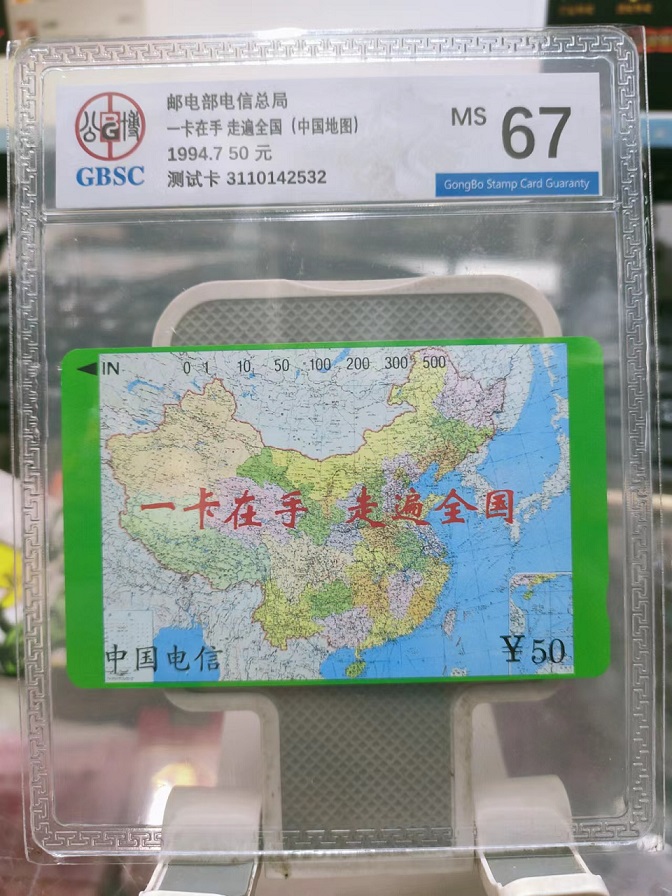 公博
G
GBSC
邮电部电信总局
一卡在手 走遍全国（中国地图）
1994.7 50 元
测试卡 3110142532
MS 67
GongBo Stamp Card Guaranty
IN 0 1 10 50 100 200 300 500
一卡在手 走遍全国
中国电信
￥50